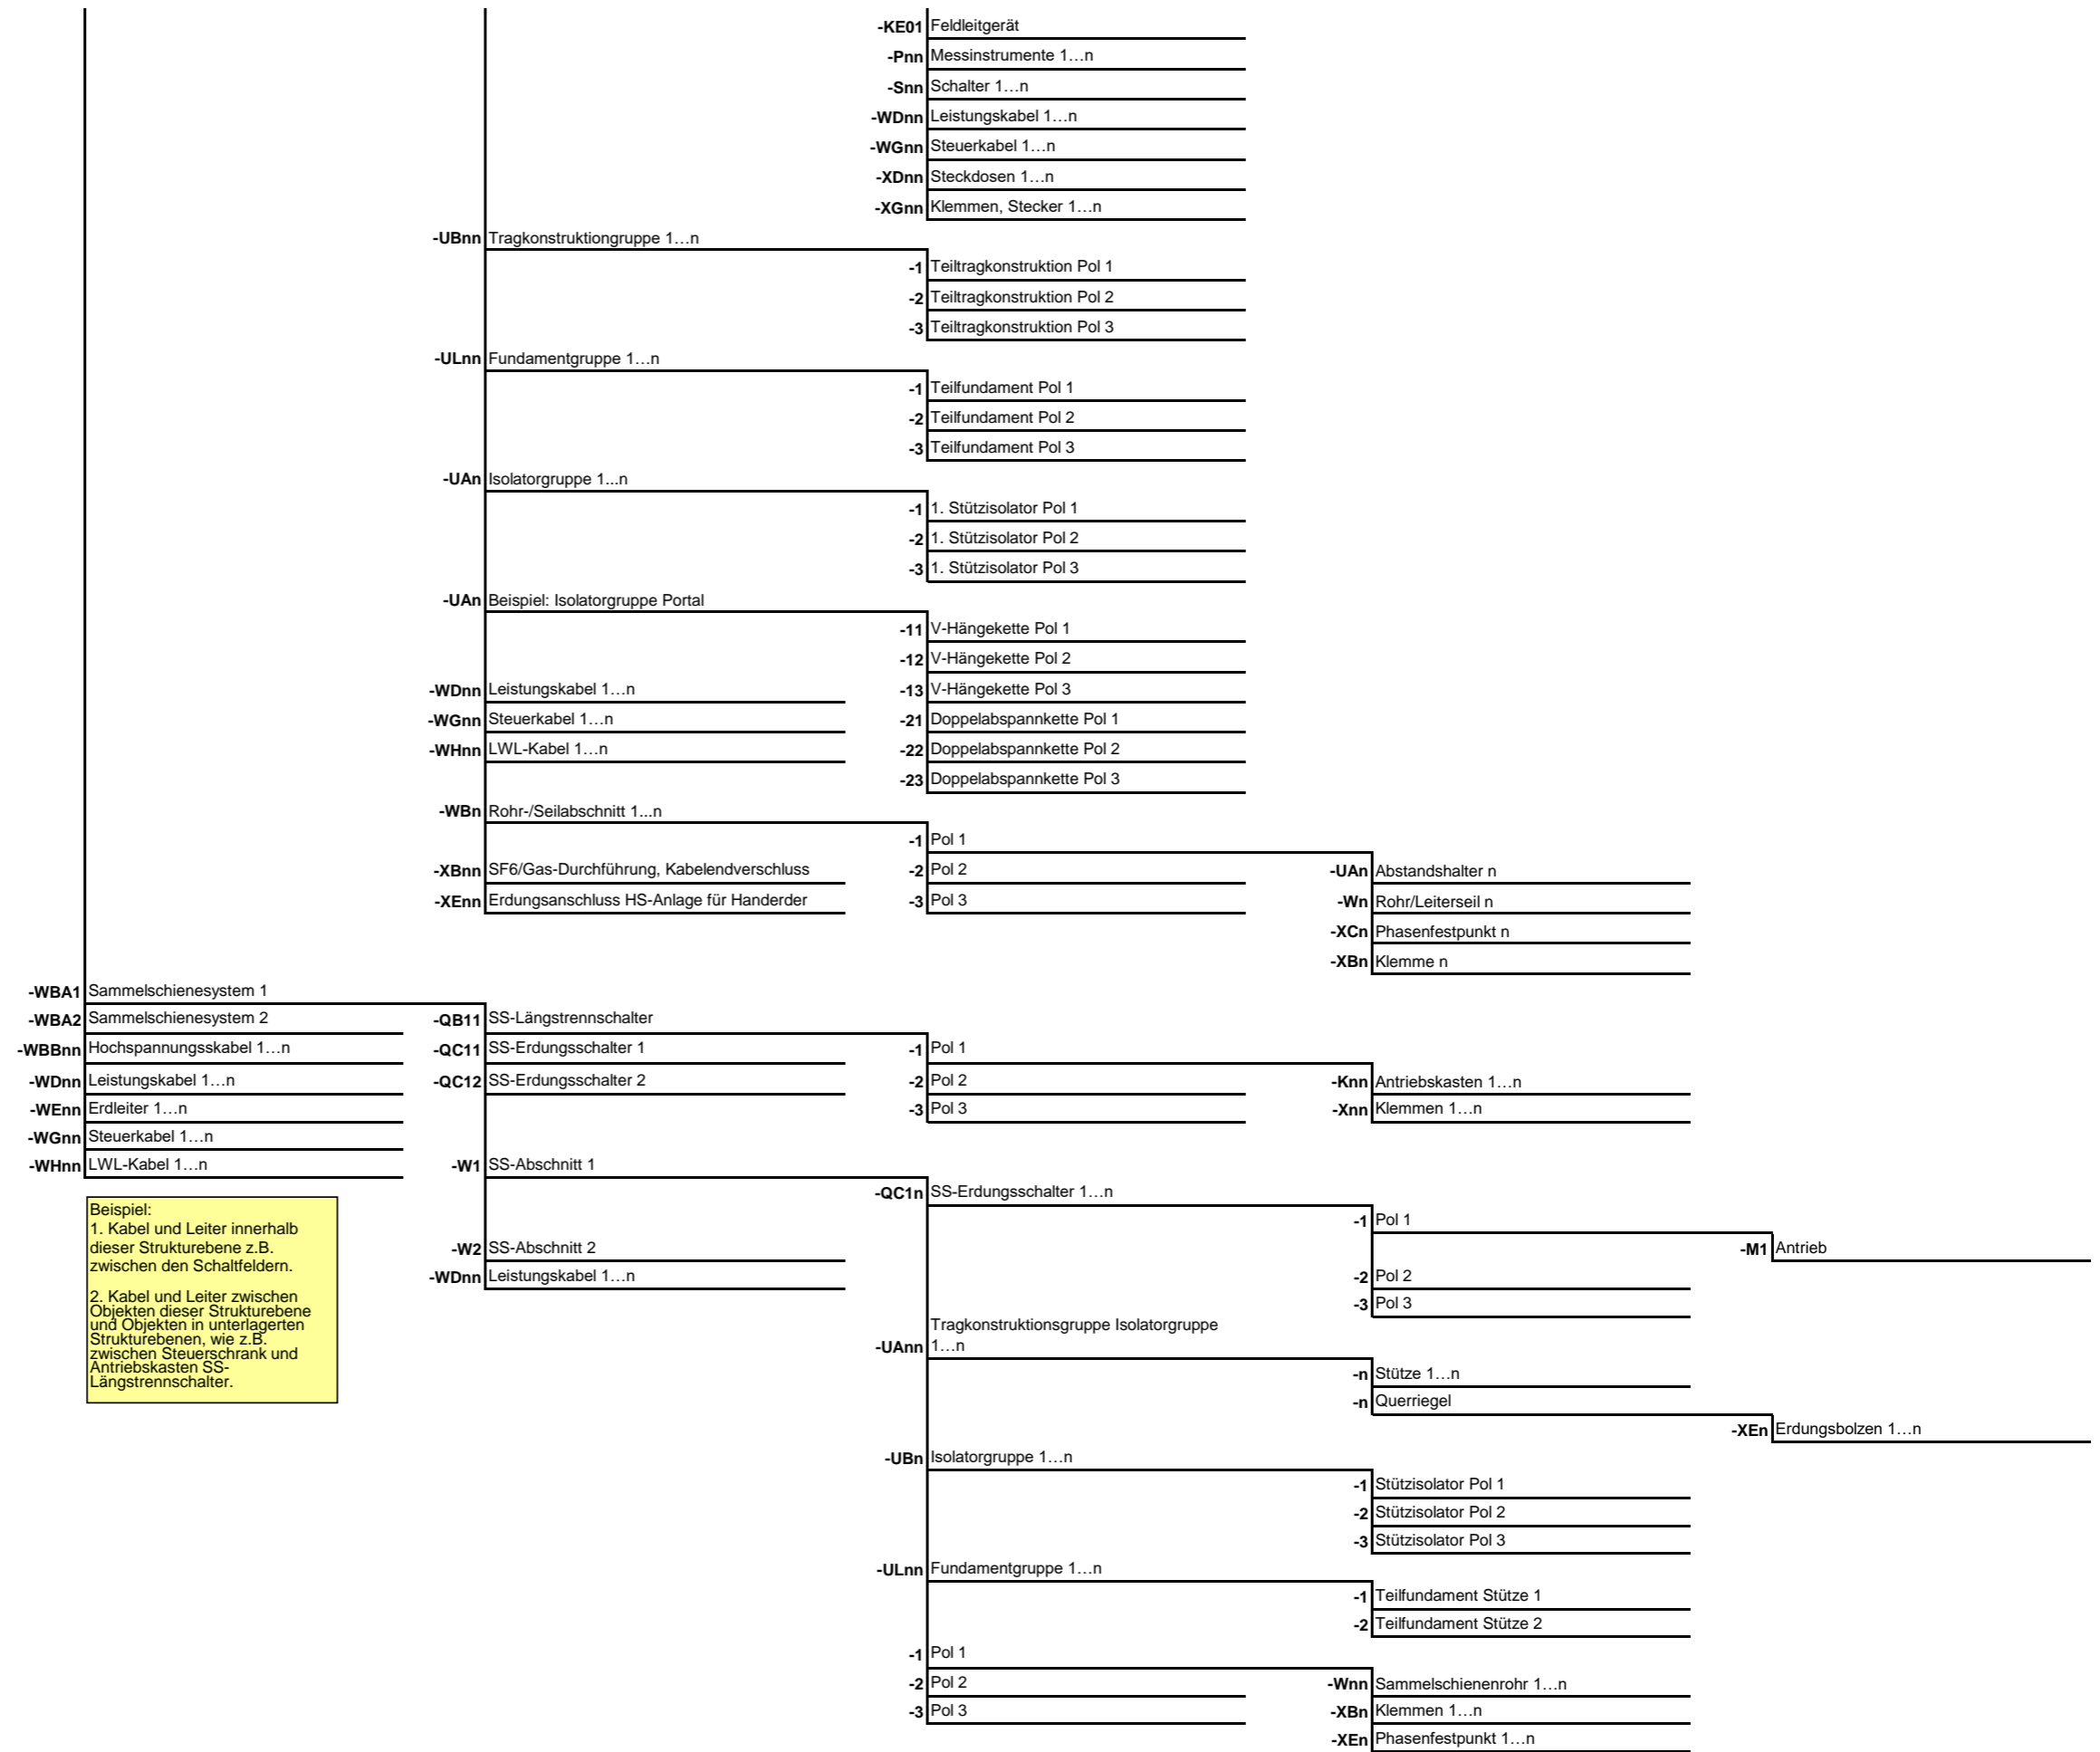 -KE01 Feldleitgerät
-Pnn Messinstrumente 1…n
-Snn Schalter 1…n
-WDnn Leistungskabel 1…n
-WGnn Steuerkabel 1…n
-XDnn Steckdosen 1…n
-XGnn Klemmen, Stecker 1…n
-UBnn Tragkonstruktiongruppe 1…n
-1 Teiltragkonstruktion Pol 1
-2 Teiltragkonstruktion Pol 2
-3 Teiltragkonstruktion Pol 3
-ULnn Fundamentgruppe 1…n
-1 Teilfundament Pol 1
-2 Teilfundament Pol 2
-3 Teilfundament Pol 3
-UAn Isolatorgruppe 1...n
-1 1. Stützisolator Pol 1
-2 1. Stützisolator Pol 2
-3 1. Stützisolator Pol 3
-UAn Beispiel: Isolatorgruppe Portal
-11 V-Hängekette Pol 1
-12 V-Hängekette Pol 2
-WDnn Leistungskabel 1…n
-13 V-Hängekette Pol 3
-WGnn Steuerkabel 1…n
-21 Doppelabspannkette Pol 1
-WHnn LWL-Kabel 1…n
-22 Doppelabspannkette Pol 2
-23 Doppelabspannkette Pol 3
-WBn Rohr-/Seilabschnitt 1...n
-1 Pol 1
-XBnn SF6/Gas-Durchführung, Kabelendverschluss
-2 Pol 2
-UAn Abstandshalter n
-XEnn Erdungsanschluss HS-Anlage für Handerder
-3 Pol 3
-Wn Rohr/Leiterseil n
-XCn Phasenfestpunkt n
-XBn Klemme n
-WBA1 Sammelschienesystem 1
-WBA2 Sammelschienesystem 2
-QB11 SS-Längstrennschalter
-WBBnn Hochspannungsskabel 1…n
-QC11 SS-Erdungsschalter 1
-1 Pol 1
-WDnn Leistungskabel 1…n
-QC12 SS-Erdungsschalter 2
-2 Pol 2
-Knn Antriebskasten 1…n
-WEnn Erdleiter 1…n
-3 Pol 3
-Xnn Klemmen 1…n
-WGnn Steuerkabel 1…n
-WHnn LWL-Kabel 1…n
-W1 SS-Abschnitt 1
-QC1n SS-Erdungsschalter 1…n
Beispiel:
1. Kabel und Leiter innerhalb
dieser Strukturebene z.B.
zwischen den Schaltfeldern.
2. Kabel und Leiter zwischen
Objekten dieser Strukturebene
und Objekten in unterlagerten
Strukturebenen, wie z.B.
zwischen Steuerschrank und
Antriebskasten SS-
Längstrennschalter.
-1 Pol 1
-W2 SS-Abschnitt 2
-M1 Antrieb
-WDnn Leistungskabel 1…n
-2 Pol 2
-3 Pol 3
Tragkonstruktionsgruppe Isolatorgruppe
-UAnn 1…n
-n Stütze 1…n
-n Querriegel
-XEn Erdungsbolzen 1…n
-UBn Isolatorgruppe 1…n
-1 Stützisolator Pol 1
-2 Stützisolator Pol 2
-3 Stützisolator Pol 3
-ULnn Fundamentgruppe 1…n
-1 Teilfundament Stütze 1
-2 Teilfundament Stütze 2
-1 Pol 1
-2 Pol 2
-Wnn Sammelschienenrohr 1…n
-3 Pol 3
-XBn Klemmen 1…n
-XEn Phasenfestpunkt 1…n